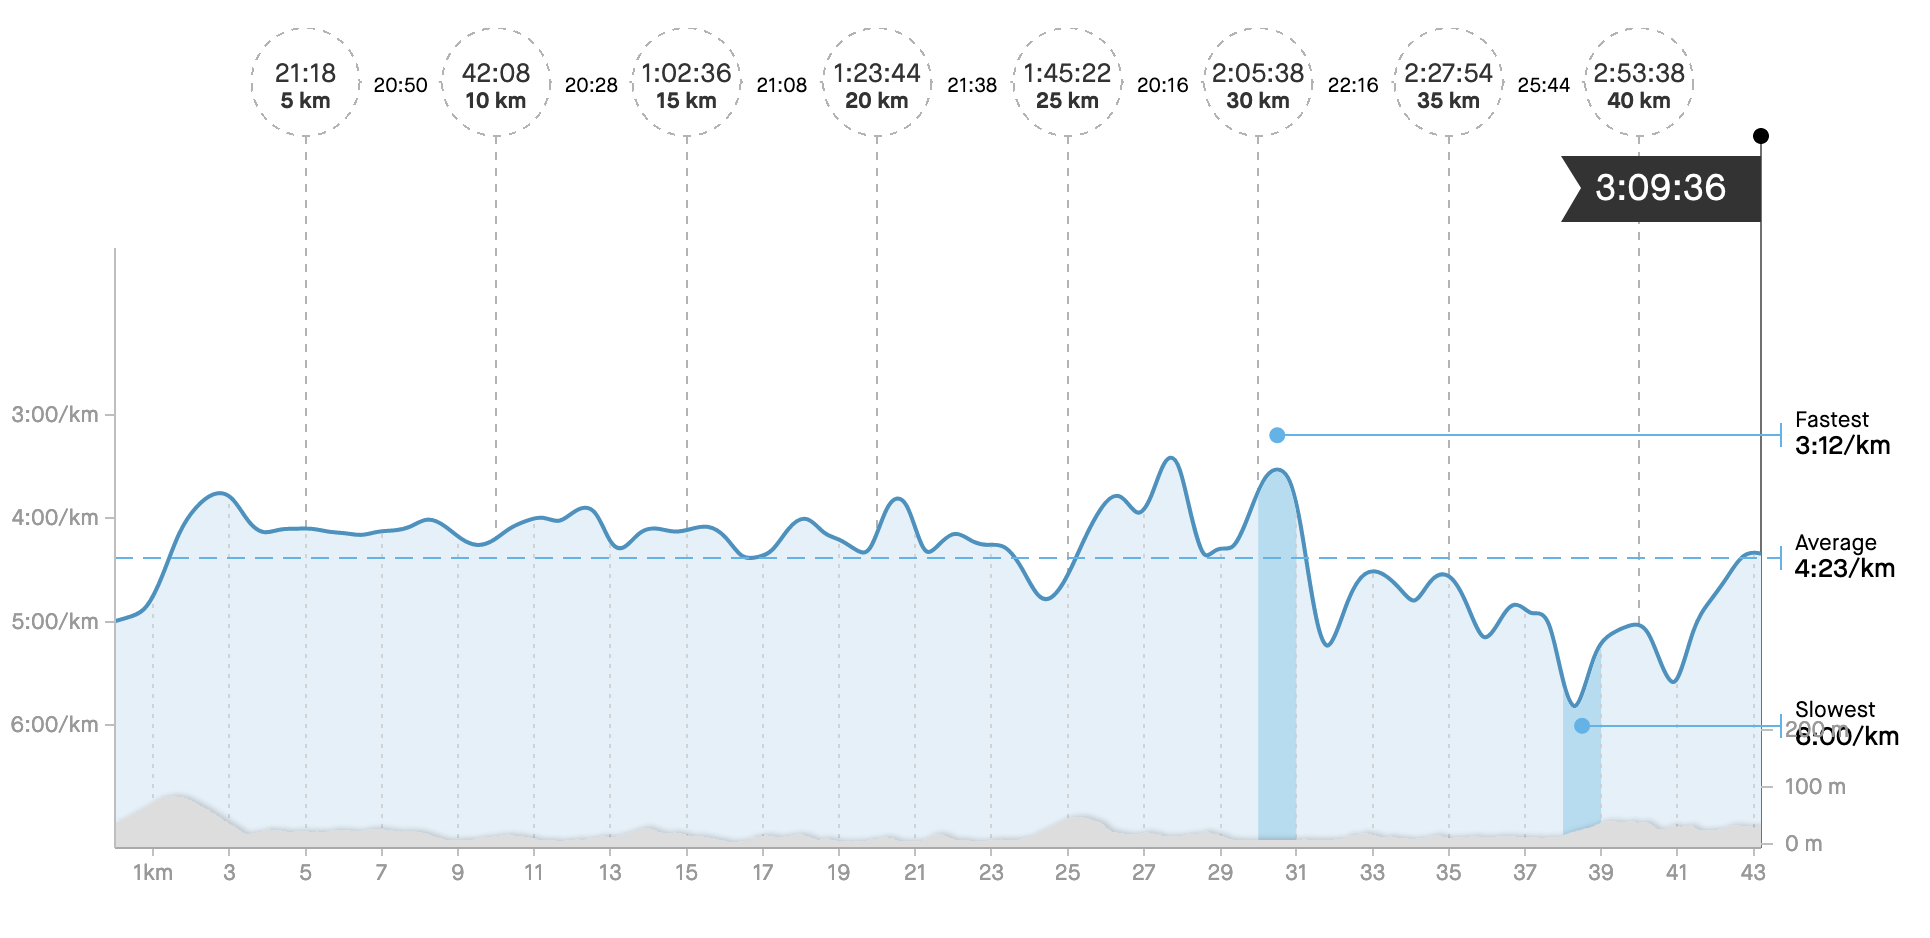 21:18
5 km
20:50
42:08
10 km
20:28
1:02:36
15 km
21:08
1:23:44
20 km
21:38
1:45:22
25 km
20:16
2:05:38
30 km
22:16
2:27:54
35 km
25:44
2:53:38
40 km
3:09:36
3:00/km
4:00/km
5:00/km
6:00/km
Fastest
3:12/km
Average
4:23/km
Slowest
6:00/km
200 m
100 m
0 m
1km 3 5 7 9 11 13 15 17 19 21 23 25 27 29 31 33 35 37 39 41 43